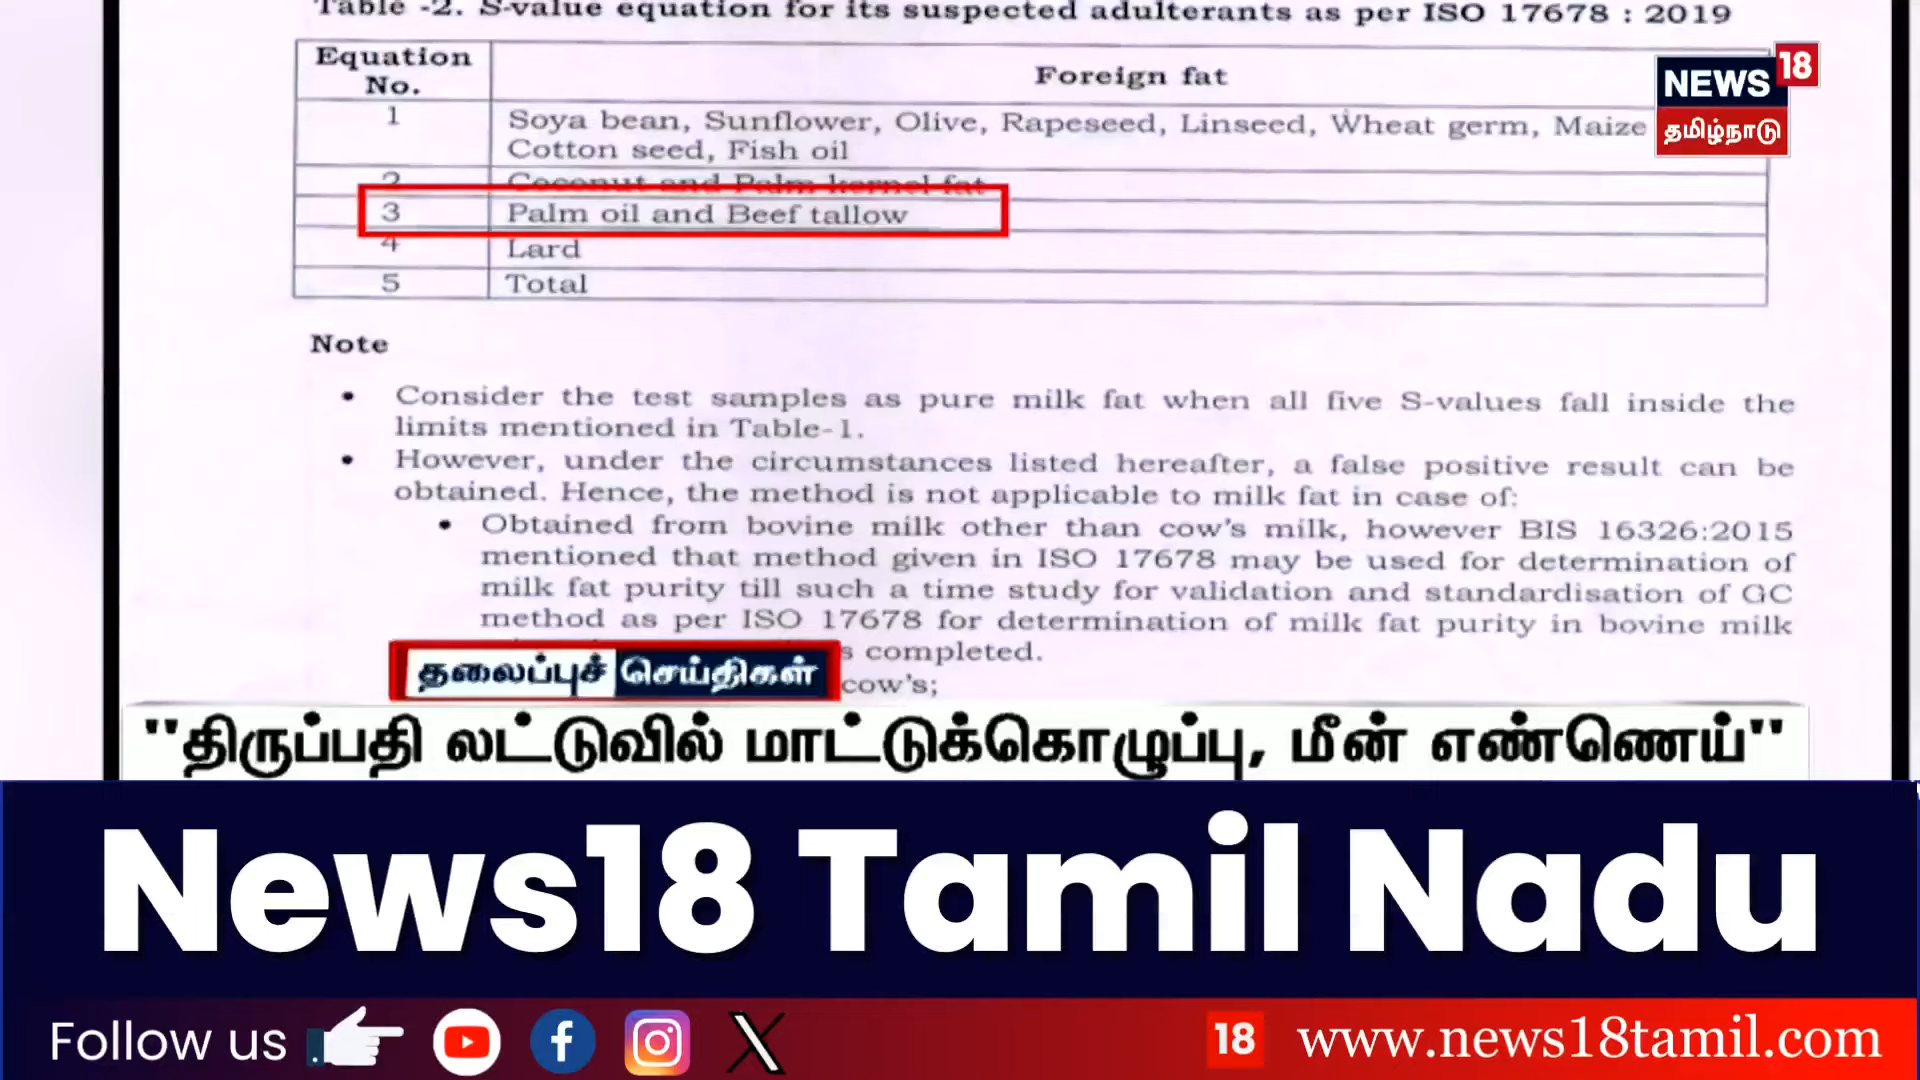 Table -2. S-value equation for its suspected adulterants as per ISO 17678 : 2019
Equation No.
Foreign fat
1
Soya bean, Sunflower, Olive, Rapeseed, Linseed, Wheat germ, Maize
Cotton seed, Fish oil
2
Coconut and Palm kernel fat
3
Palm oil and Beef tallow
4
Lard
5
Total
NEWS 18
தமிழ்நாடு
Note
• Consider the test samples as pure milk fat when all five S-values fall inside the
limits mentioned in Table-1.
• However, under the circumstances listed hereafter, a false positive result can be
obtained. Hence, the method is not applicable to milk fat in case of:
• Obtained from bovine milk other than cow's milk, however BIS 16326:2015
mentioned that method given in ISO 17678 may be used for determination of
milk fat purity till such a time study for validation and standardisation of GC
method as per ISO 17678 for determination of milk fat purity in bovine milk
s completed.
cow's;
தலைப்புச் செய்திகள்
''திருப்பதி லட்டுவில் மாட்டுக்கொழுப்பு, மீன் எண்ணெய்''
News18 Tamil Nadu
Follow us
18 www.news18tamil.com